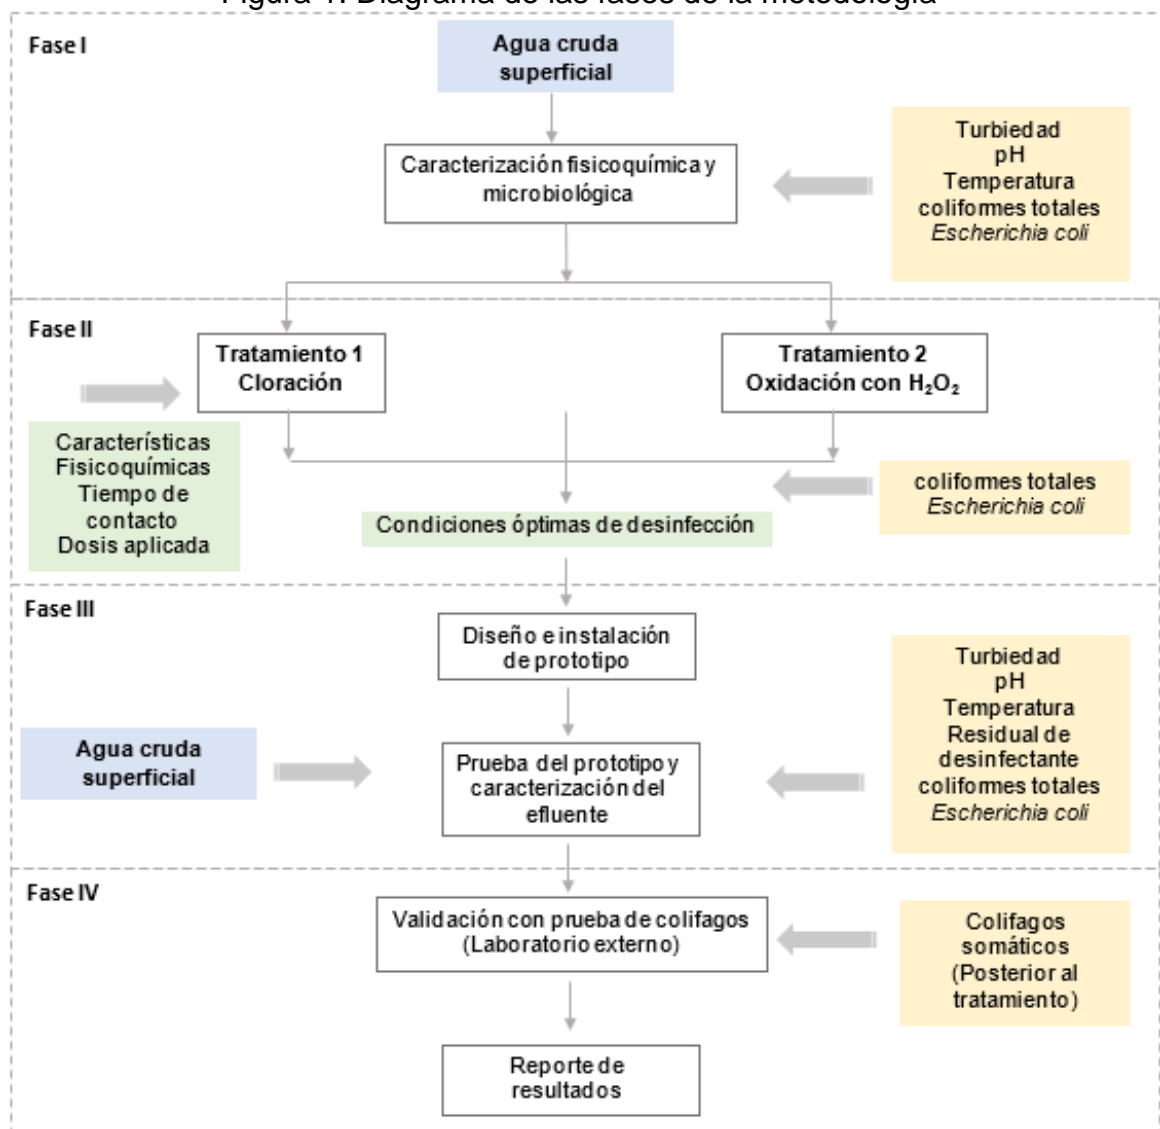 Figura 4. Diagrama de las fases de la metodología
Fase I
Agua cruda
superficial
Caracterización fisicoquímica y
microbiológica
Turbiedad
pH
Temperatura
coliformes totales
Escherichia coli
Fase II
Tratamiento 1
Cloración
Tratamiento 2
Oxidación con H₂O₂
Características
Fisicoquímicas
Tiempo de
contacto
Dosis aplicada
coliformes totales
Escherichia coli
Condiciones óptimas de desinfección
Fase III
Diseño e instalación
de prototipo
Agua cruda
superficial
Prueba del prototipo y
caracterización del
efluente
Turbiedad
pH
Temperatura
Residual de
desinfectante
coliformes totales
Escherichia coli
Fase IV
Validación con prueba de colifagos
(Laboratorio externo)
Colifagos
somáticos
(Posterior al
tratamiento)
Reporte de
resultados